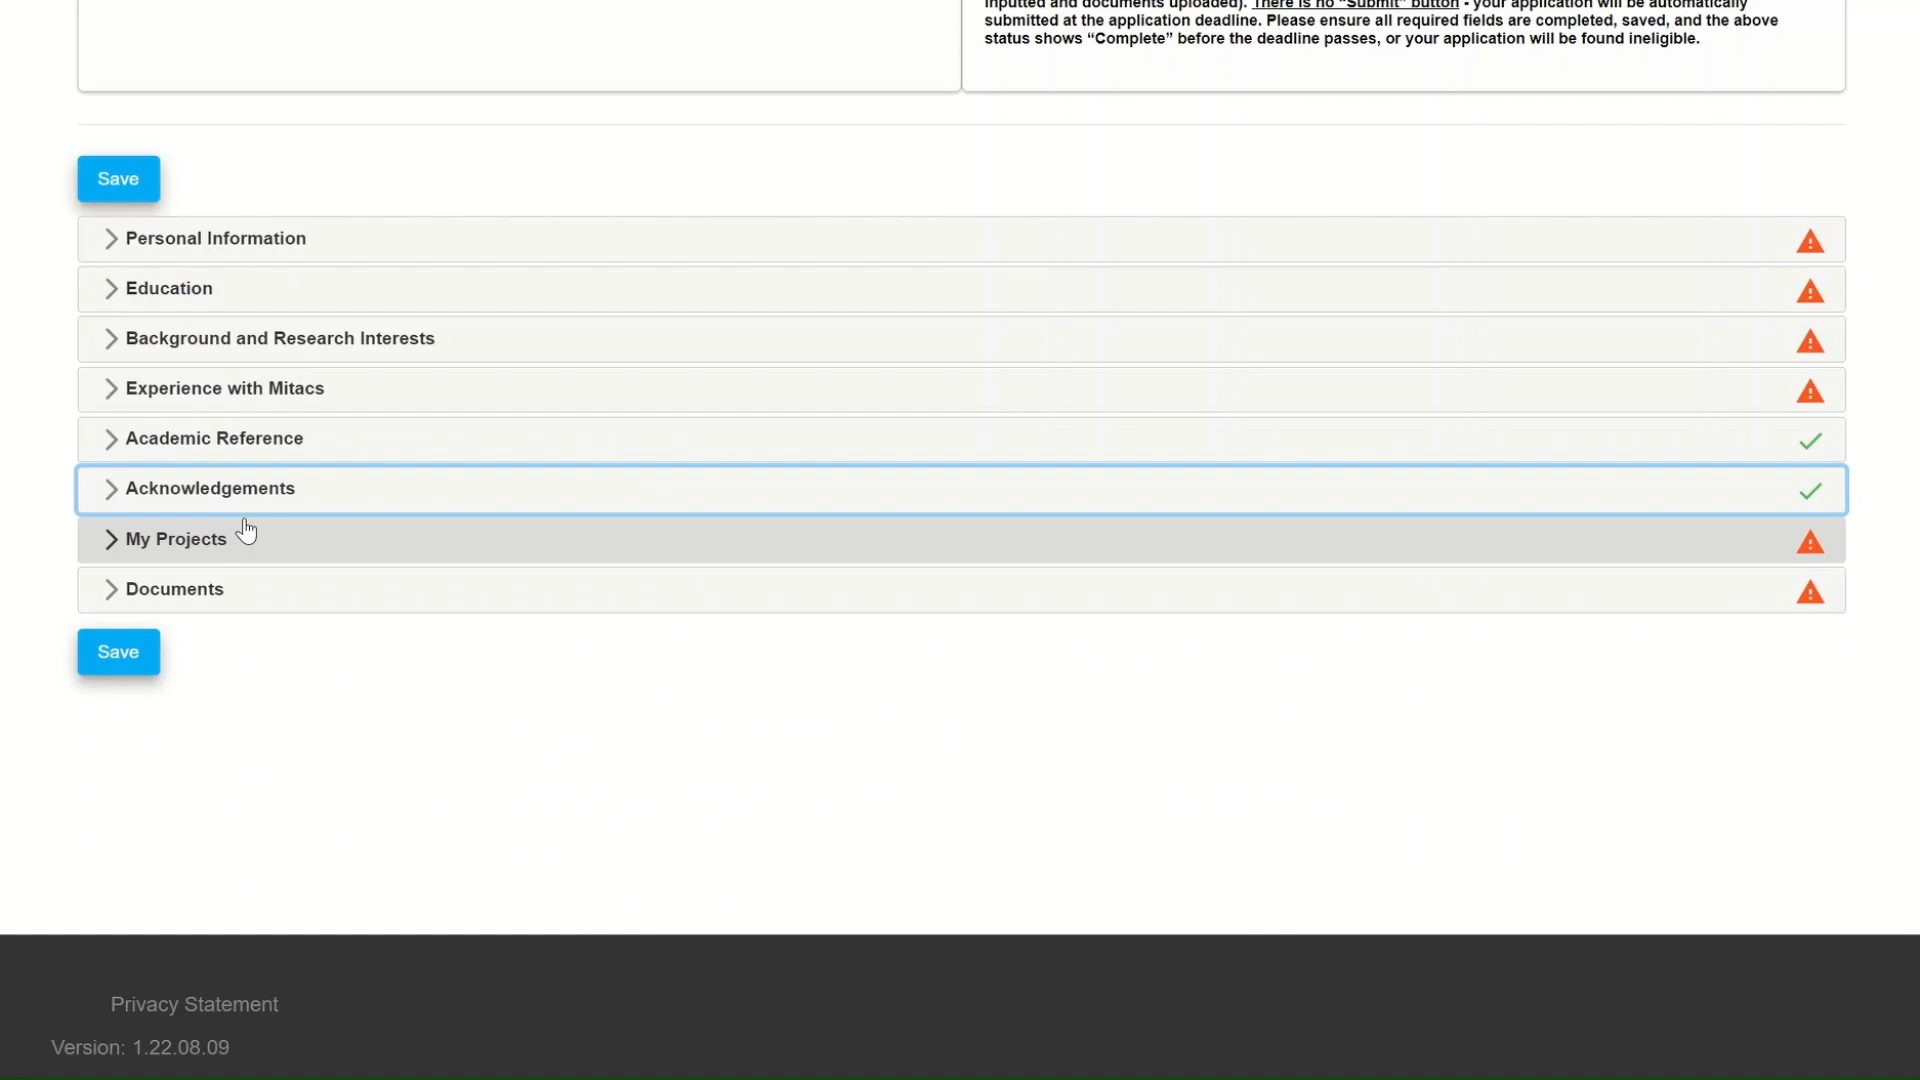 inputted and documents uploaded). There is no "Submit" button - your application will be automatically
submitted at the application deadline. Please ensure all required fields are completed, saved, and the above
status shows “Complete” before the deadline passes, or your application will be found ineligible.
Save
Personal Information
Education
Background and Research Interests
Experience with Mitacs
Academic Reference
Acknowledgements
My Projects
Documents
Save
Privacy Statement
Version: 1.22.08.09